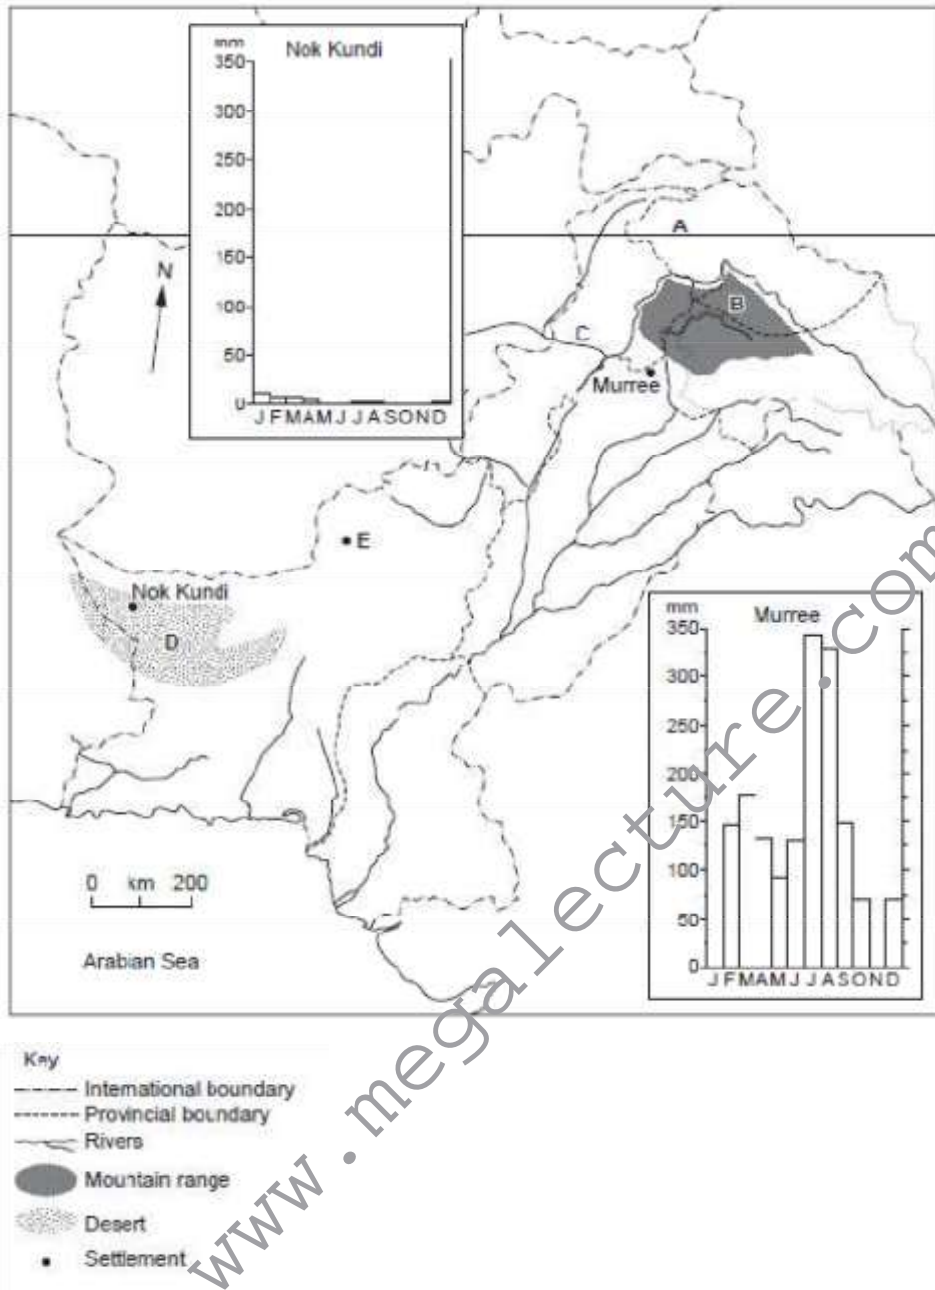 mm
Nok Kundi
350
300
250
200
150
100
50
0
J F M A M J J A S O N D
N
A
B
C
Murree
E
Nok Kundi
D
mm
Murree
350
300
250
200
150
100
50
0
J F M A M J J A S O N D
0 km 200
Arabian Sea
Key
International boundary
Provincial boundary
Rivers
Mountain range
Desert
Settlement
www.megalecture.com